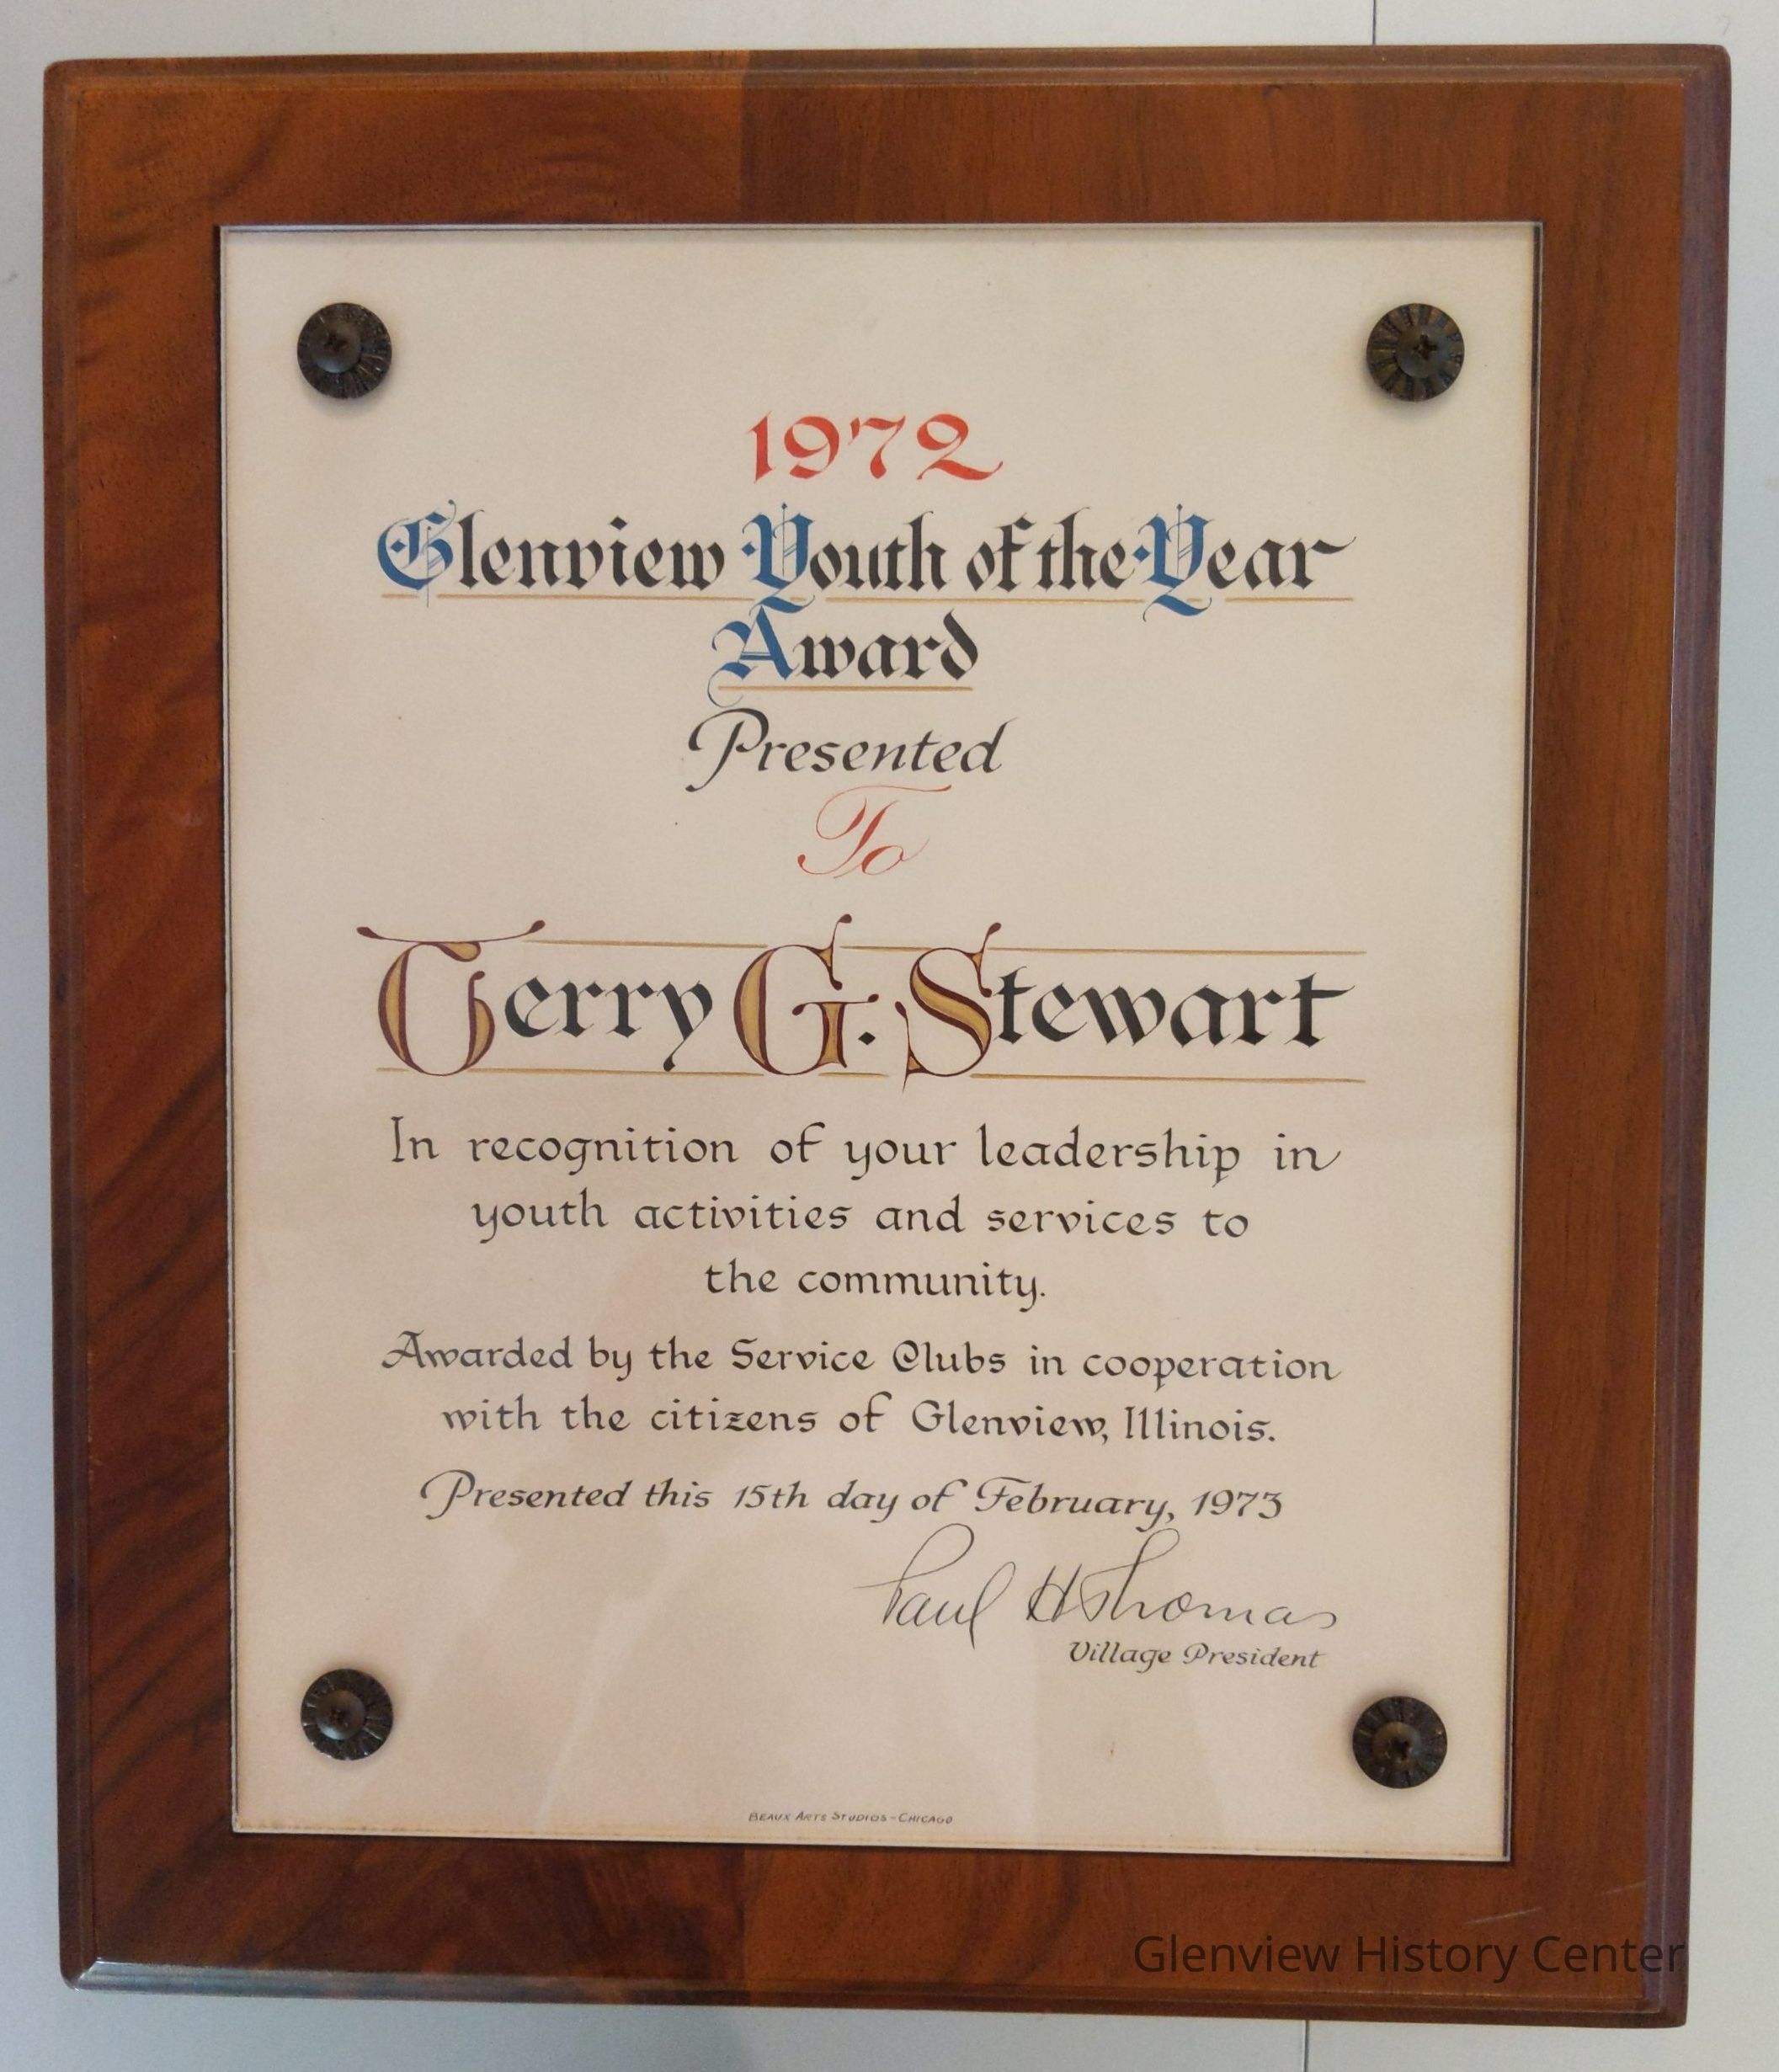 1972
Glenview Youth of the Year
Award
Presented
To
Terry G. Stewart
In recognition of your leadership in
youth activities and services to
the community.
Awarded by the Service Clubs in cooperation
with the citizens of Glenview, Illinois.
Presented this 15th day of February, 1973
Paul H Thomas
Village President
BEAUX ARTS STUDIOS-CHICAGO
Glenview History Center